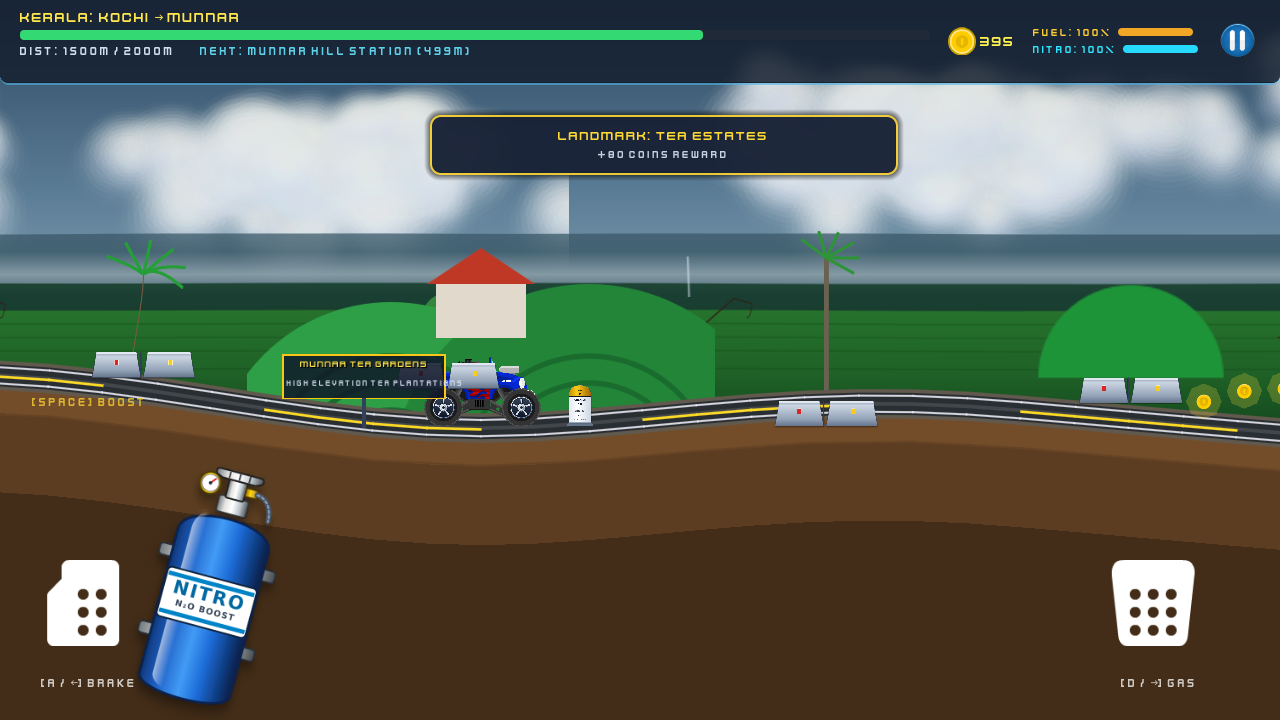 KERALA: KOCHI → MUNNAR
DIST: 1500M / 2000M NEXT: MUNNAR HILL STATION (499M)
395
FUEL: 100%
NITRO: 100%
LANDMARK: TEA ESTATES
+80 COINS REWARD
MUNNAR TEA GARDENS
HIGH ELEVATION TEA PLANTATIONS
[SPACE] BOOST
NITRO
N₂O BOOST
[A / ←] BRAKE
[D / →] GAS